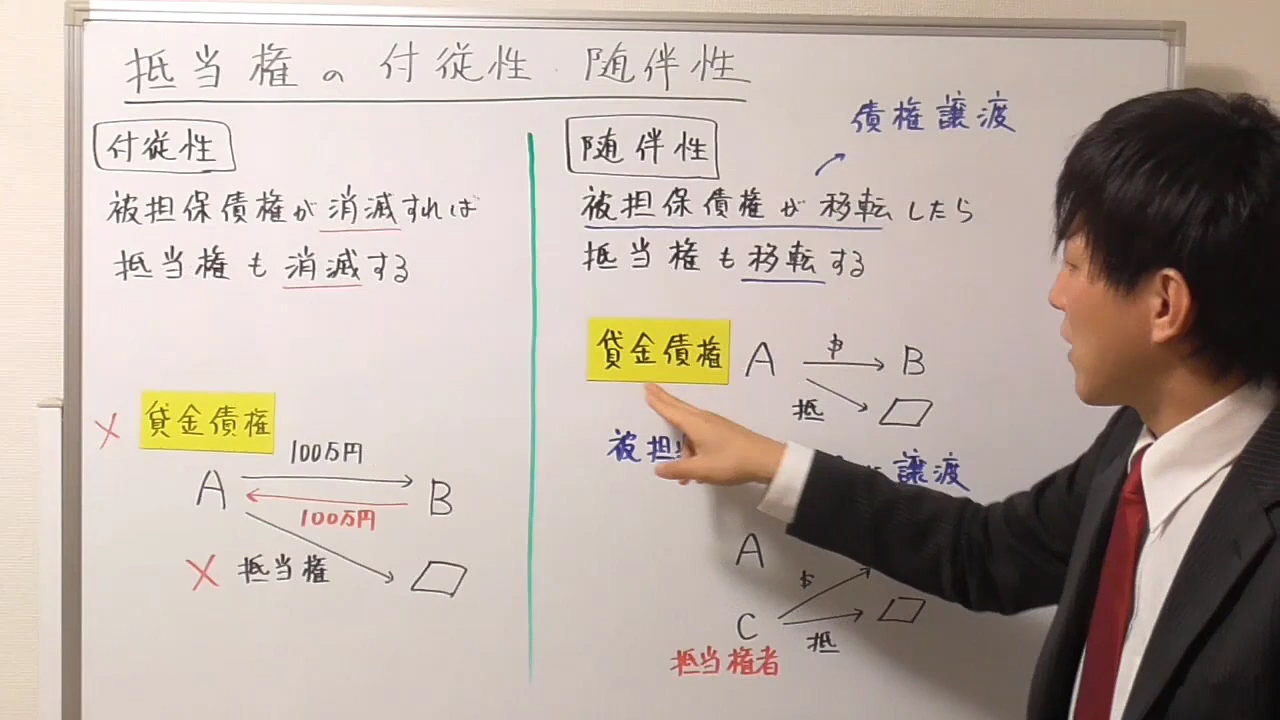 抵当権の付従性・随伴性
付従性
被担保債権が消滅すれば
抵当権も消滅する
× 貸金債権
100万円
A B
100万円
× 抵当権
随伴性
債権譲渡
被担保債権が移転したら
抵当権も移転する
貸金債権 A B
抵
被担
譲渡
A
C
抵
抵当権者